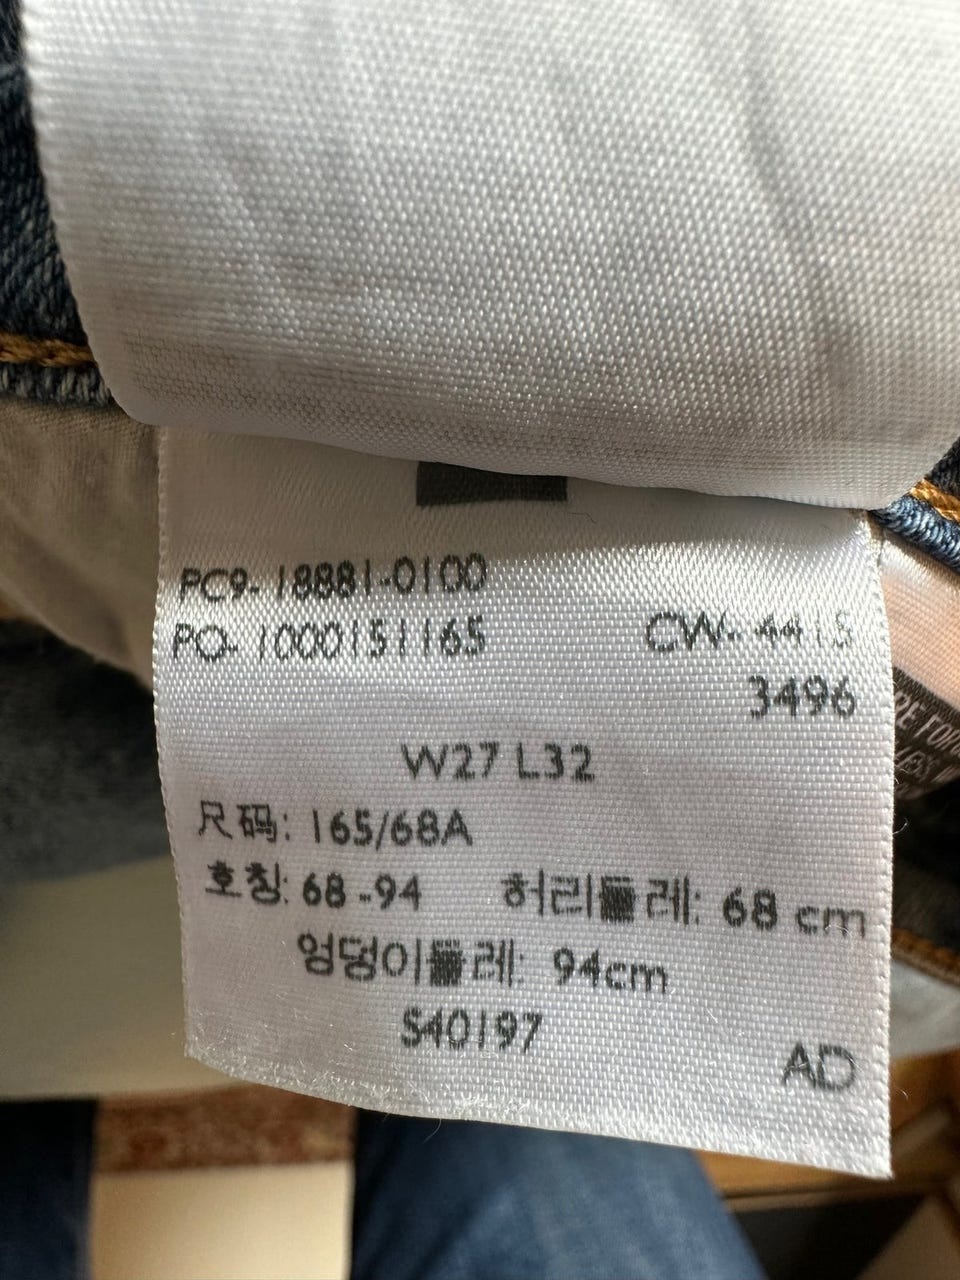 PC9-18881-0100
PO-1000151165 CW-4415
3496
W27 L32
尺码: 165/68A
호칭: 68-94 허리둘레: 68 cm
엉덩이둘레: 94cm
S40197
AD